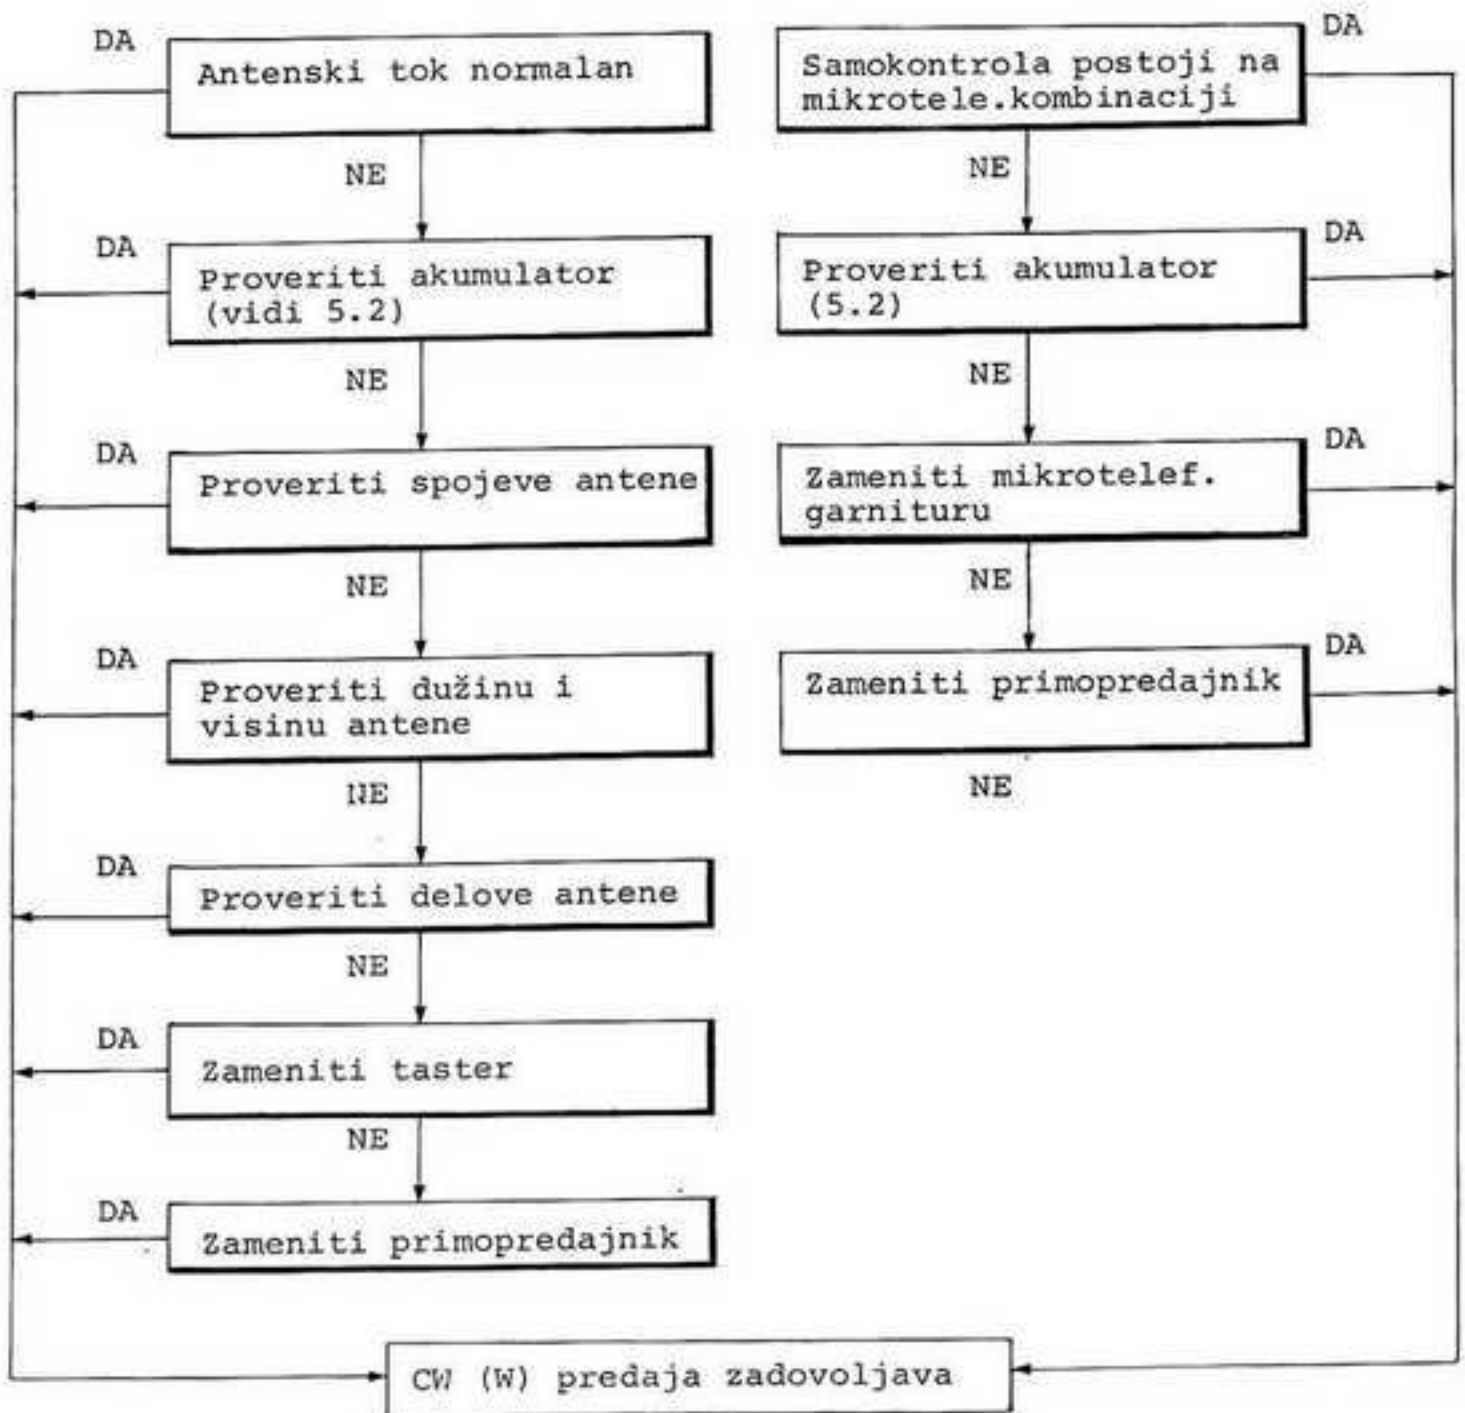 DA
Antenski tok normalan
NE
DA
Proveriti akumulator
(vidi 5.2)
NE
DA
Proveriti spojeve antene
NE
DA
Proveriti dužinu i
visinu antene
NE
DA
Proveriti delove antene
NE
DA
Zameniti taster
NE
DA
Zameniti primopredajnik
DA
Samokontrola postoji na
mikrotele.kombinaciji
NE
DA
Proveriti akumulator
(5.2)
NE
DA
Zameniti mikrotelef.
garnituru
NE
DA
Zameniti primopredajnik
NE
CW (W) predaja zadovoljava